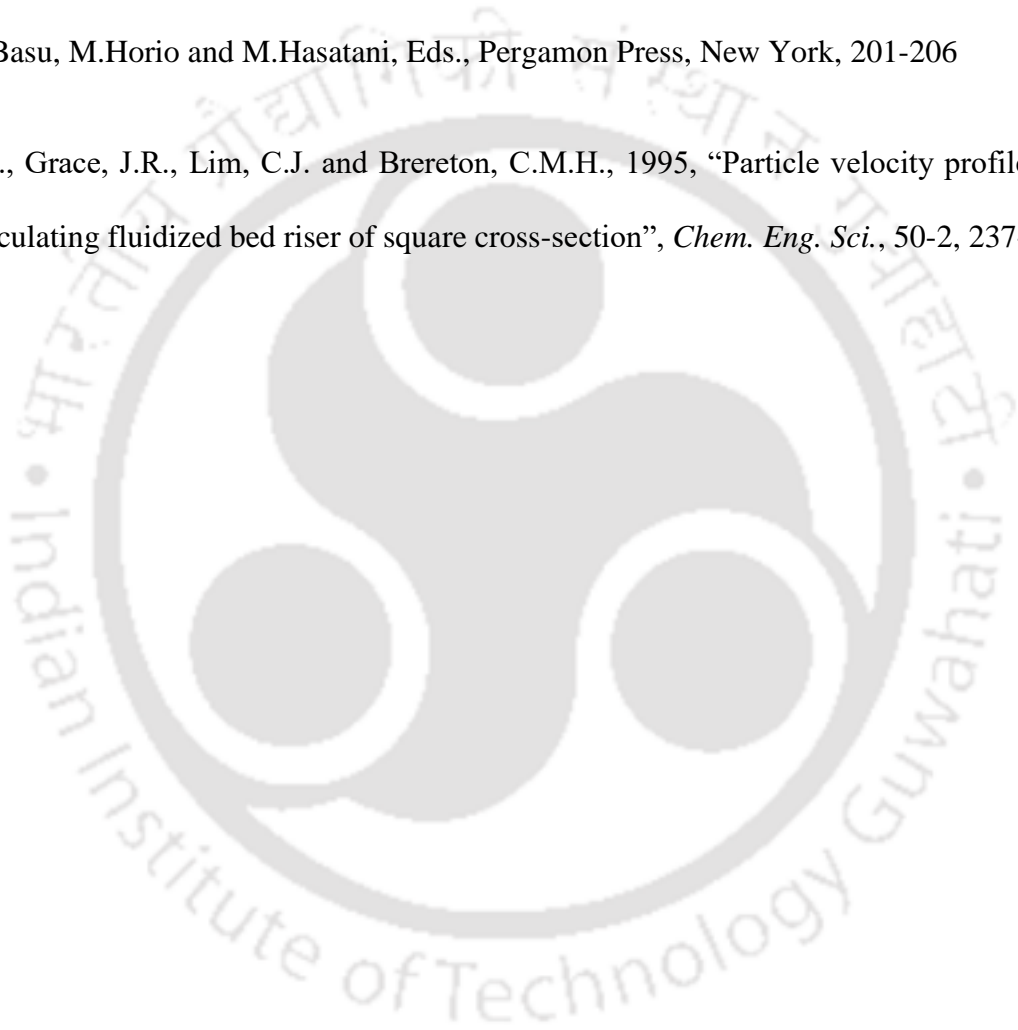 Basu, M.Horio and M.Hasatani, Eds., Pergamon Press, New York, 201-206
., Grace, J.R., Lim, C.J. and Brereton, C.M.H., 1995, “Particle velocity profile
culating fluidized bed riser of square cross-section”, Chem. Eng. Sci., 50-2, 237-
भारतीय प्रौद्योगिकी संस्थान गुवाहाटी
• Indian Institute of Technology Guwahati •